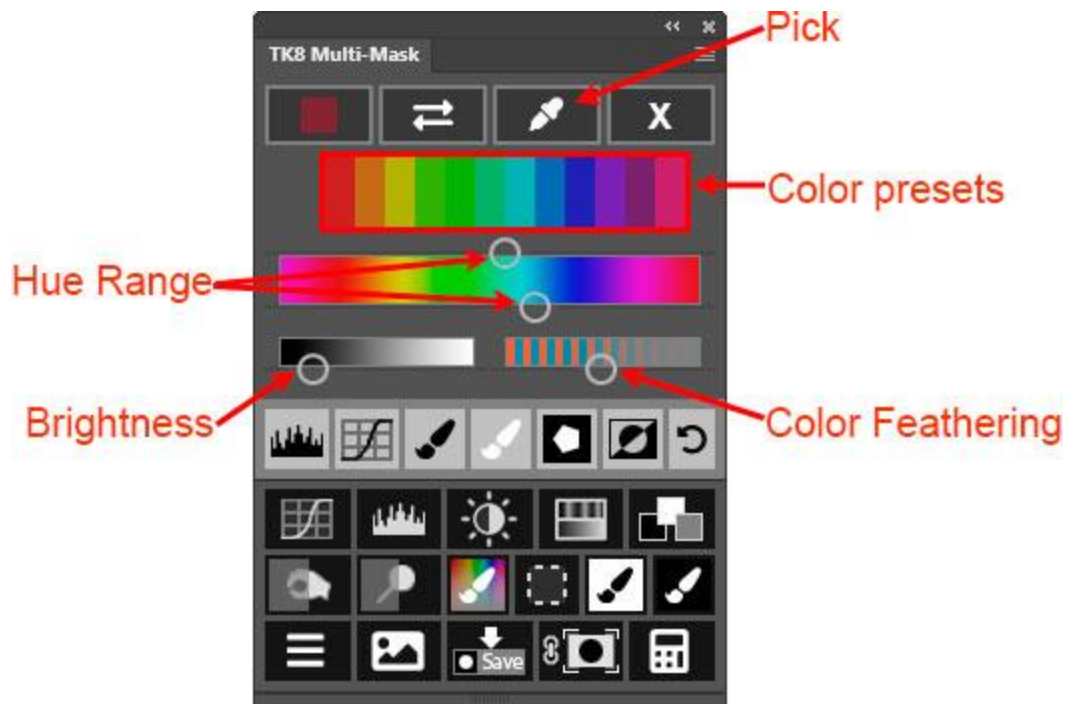 Pick
TK8 Multi-Mask
X
Color presets
Hue Range
Brightness
Color Feathering
Save